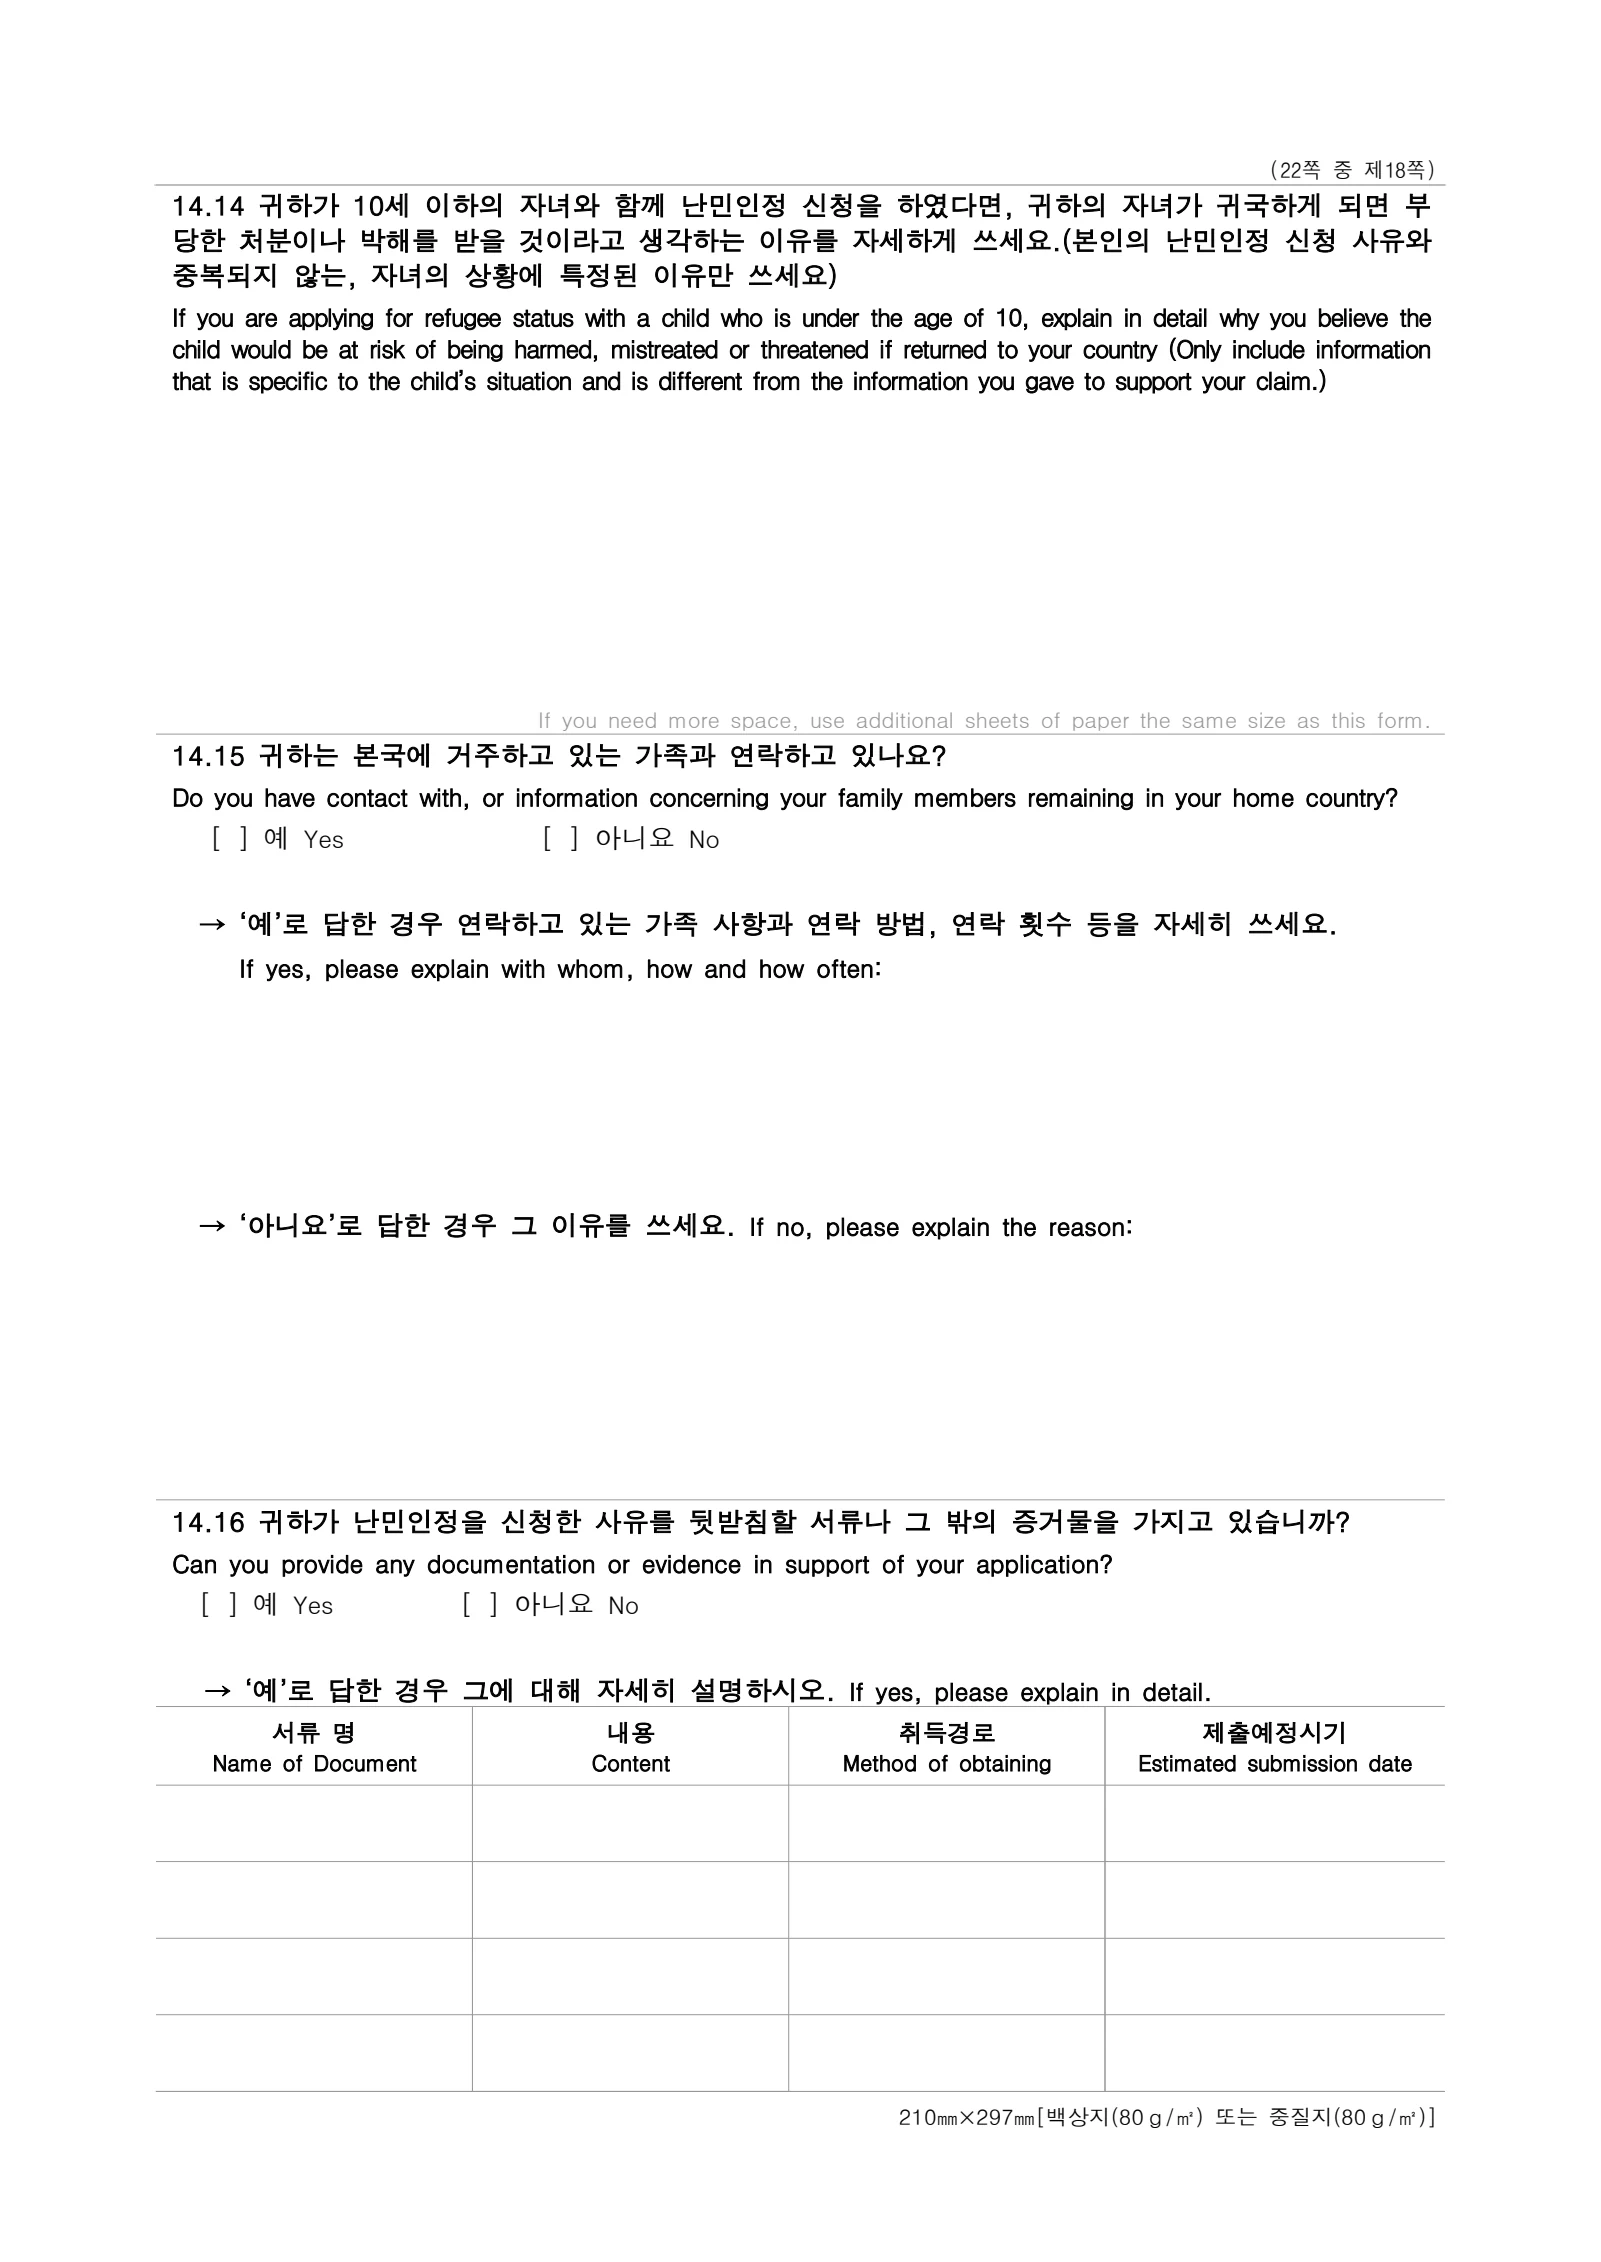 (22쪽 중 제18쪽)
14.14 귀하가 10세 이하의 자녀와 함께 난민인정 신청을 하였다면, 귀하의 자녀가 귀국하게 되면 부
당한 처분이나 박해를 받을 것이라고 생각하는 이유를 자세하게 쓰세요.(본인의 난민인정 신청 사유와
중복되지 않는, 자녀의 상황에 특정된 이유만 쓰세요)
If you are applying for refugee status with a child who is under the age of 10, explain in detail why you believe the
child would be at risk of being harmed, mistreated or threatened if returned to your country (Only include information
that is specific to the child's situation and is different from the information you gave to support your claim.)
If you need more space, use additional sheets of paper the same size as this form.
14.15 귀하는 본국에 거주하고 있는 가족과 연락하고 있나요?
Do you have contact with, or information concerning your family members remaining in your home country?
[ ] 예 Yes [ ] 아니요 No
→ ‘예’로 답한 경우 연락하고 있는 가족 사항과 연락 방법, 연락 횟수 등을 자세히 쓰세요.
If yes, please explain with whom, how and how often:
→ ‘아니요’로 답한 경우 그 이유를 쓰세요. If no, please explain the reason:
14.16 귀하가 난민인정을 신청한 사유를 뒷받침할 서류나 그 밖의 증거물을 가지고 있습니까?
Can you provide any documentation or evidence in support of your application?
[ ] 예 Yes [ ] 아니요 No
→ ‘예’로 답한 경우 그에 대해 자세히 설명하시오. If yes, please explain in detail.
서류 명 내용 취득경로 제출예정시기
Name of Document Content Method of obtaining Estimated submission date
210㎜×297㎜[백상지(80ｇ/㎡) 또는 중질지(80ｇ/㎡)]